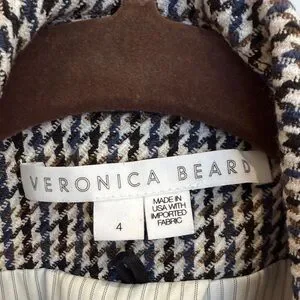 VERONICA BEARD
4
MADE IN
USA WITH
IMPORTED
FABRIC